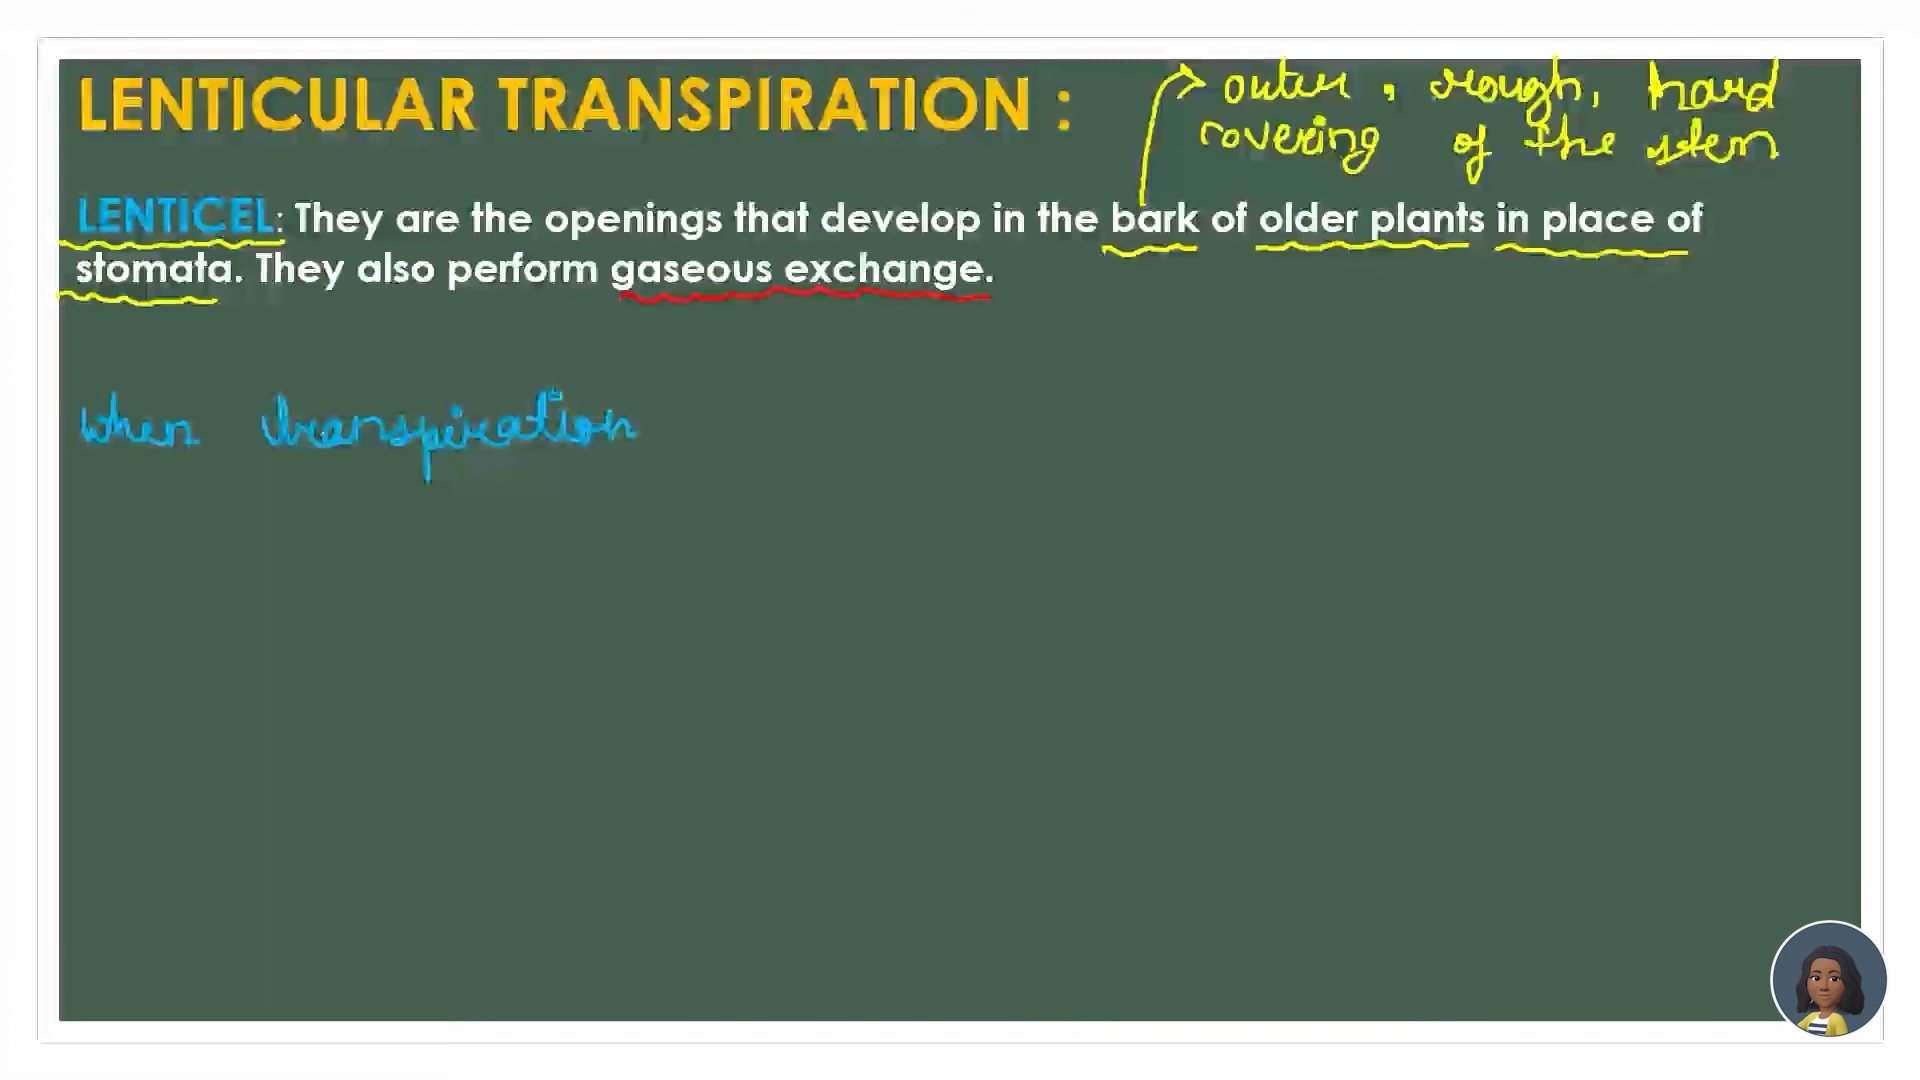 LENTICULAR TRANSPIRATION :
outer, rough, hard
covering of the stem
LENTICEL: They are the openings that develop in the bark of older plants in place of
stomata. They also perform gaseous exchange.
When transpiration